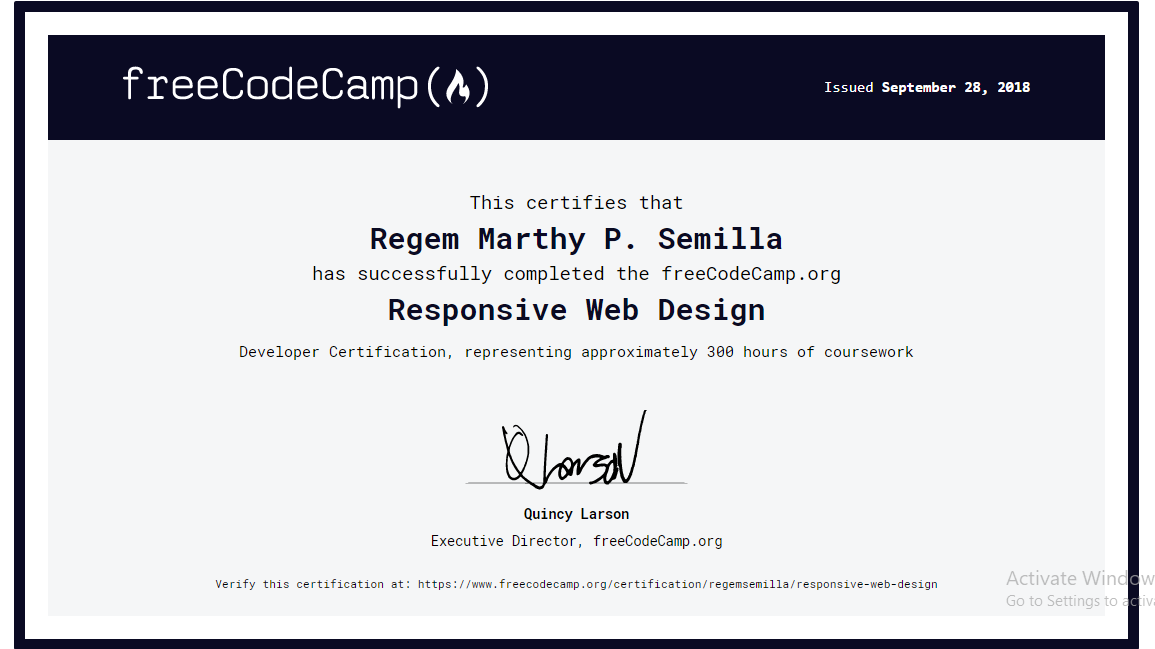 freeCodeCamp
Issued September 28, 2018
This certifies that
Regem Marthy P. Semilla
has successfully completed the freeCodeCamp.org
Responsive Web Design
Developer Certification, representing approximately 300 hours of coursework
Q Larson
Quincy Larson
Executive Director, freeCodeCamp.org
Verify this certification at: https://www.freecodecamp.org/certification/regemsemilla/responsive-web-design
Activate Window
Go to Settings to activa